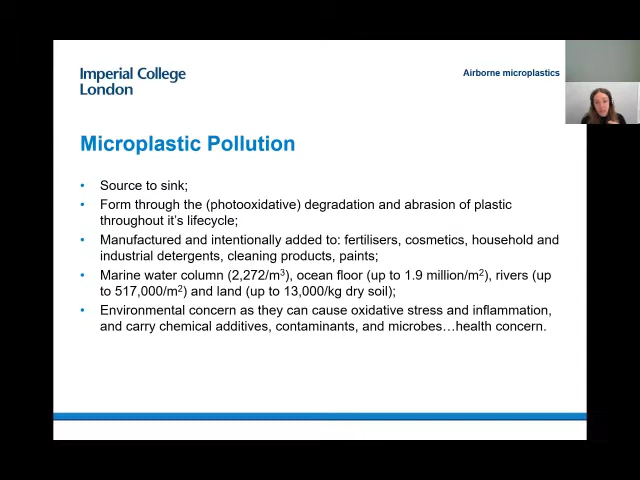 Imperial College
London
Airborne microplastics
Microplastic Pollution
• Source to sink;
• Form through the (photooxidative) degradation and abrasion of plastic
throughout it's lifecycle;
• Manufactured and intentionally added to: fertilisers, cosmetics, household and
industrial detergents, cleaning products, paints;
• Marine water column (2,272/m³), ocean floor (up to 1.9 million/m²), rivers (up
to 517,000/m²) and land (up to 13,000/kg dry soil);
• Environmental concern as they can cause oxidative stress and inflammation,
and carry chemical additives, contaminants, and microbes…health concern.